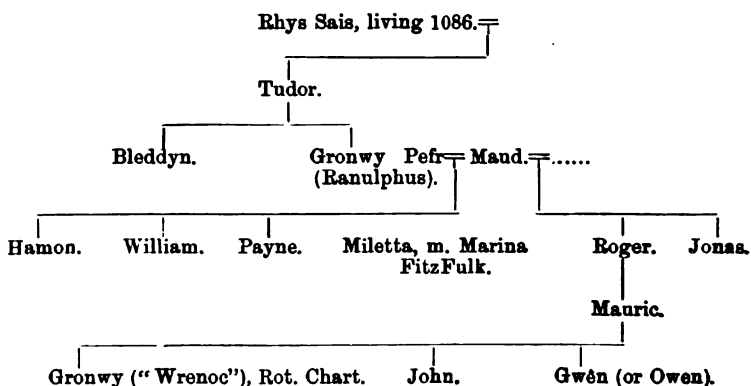 Rhys Sais, living 1086.
Tudor.
Bleddyn. Gronwy Pefr Maud. ......
(Ranulphus).
Hamon. William. Payne. Miletta, m. Marina Roger. Jonas.
FitzFulk.
Mauric.
Gronwy ("Wrenoc"), Rot. Chart. John. Gwên (or Owen).